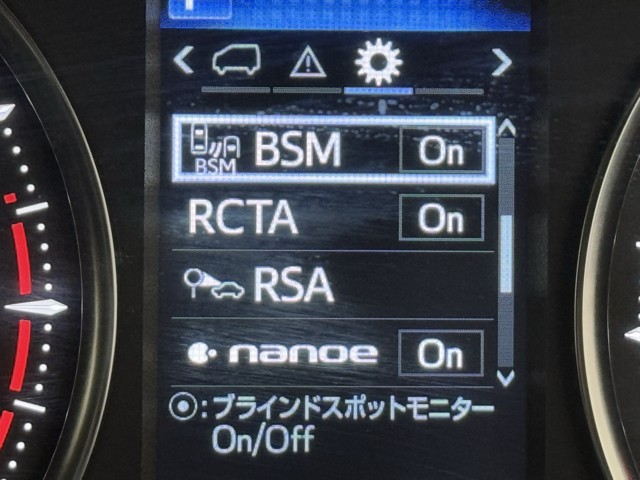 BSM BSM On
RCTA On
RSA
nanoe On
⦿:ブラインドスポットモニター
On/Off